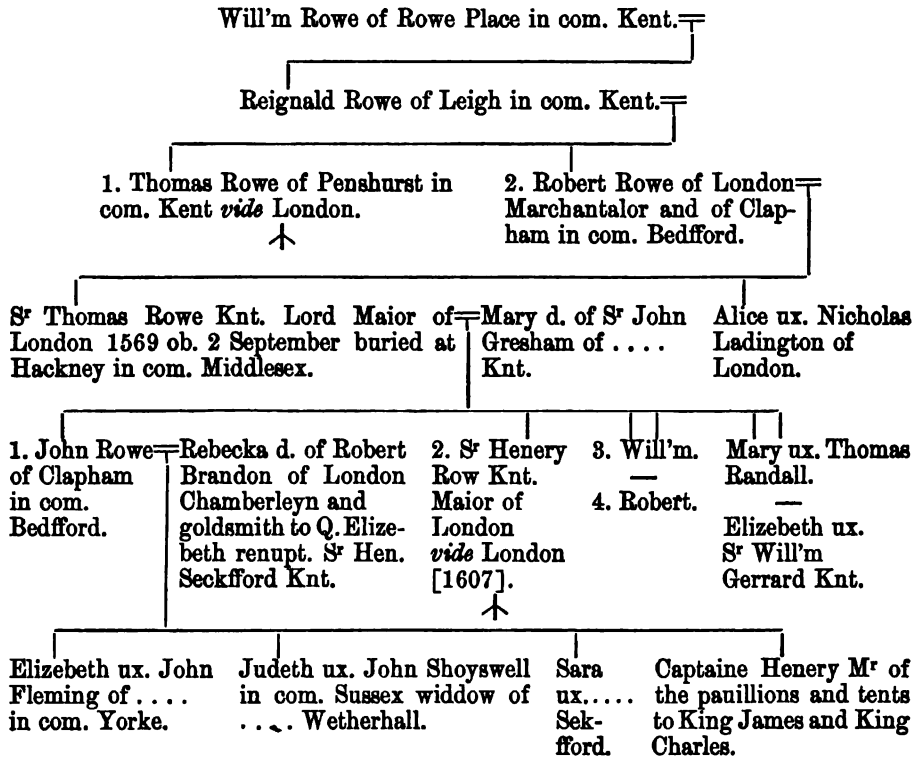 Will'm Rowe of Rowe Place in com. Kent.
Reignald Rowe of Leigh in com. Kent.
1. Thomas Rowe of Penshurst in
com. Kent vide London.
2. Robert Rowe of London
Marchantalor and of Clap-
ham in com. Bedfford.
Sr Thomas Rowe Knt. Lord Maior of
London 1569 ob. 2 September buried at
Hackney in com. Middlesex.
Mary d. of Sr John
Gresham of ....
Knt.
Alice ux. Nicholas
Ladington of
London.
1. John Rowe
of Clapham
in com.
Bedfford.
Rebecka d. of Robert
Brandon of London
Chamberleyn and
goldsmith to Q. Elize-
beth renupt. Sr Hen.
Seckfford Knt.
2. Sr Henery
Row Knt.
Maior of
London
vide London
[1607].
3. Will'm.
—
4. Robert.
Mary ux. Thomas
Randall.
—
Elizebeth ux.
Sr Will'm
Gerrard Knt.
Elizebeth ux. John
Fleming of ....
in com. Yorke.
Judeth ux. John Shoyswell
in com. Sussex widdow of
.... Wetherhall.
Sara
ux.....
Sek-
fford.
Captaine Henery Mr of
the pauillions and tents
to King James and King
Charles.